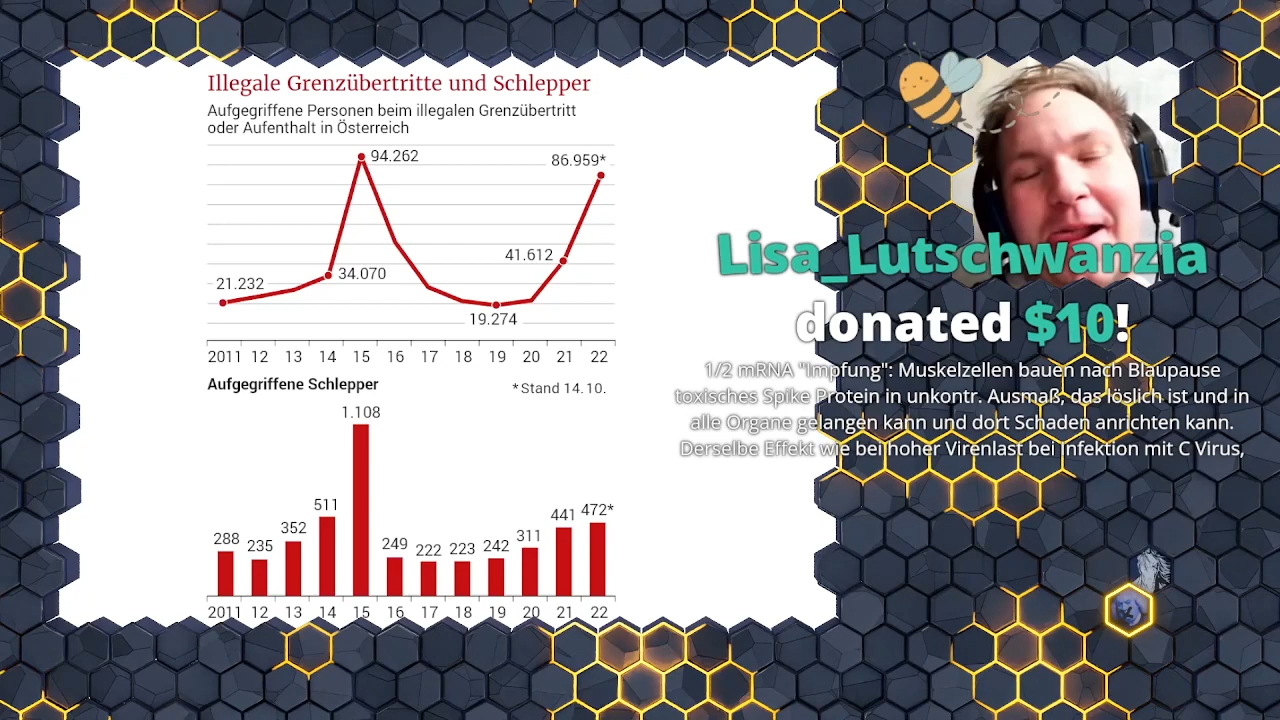 Illegale Grenzübertritte und Schlepper
Aufgegriffene Personen beim illegalen Grenzübertritt
oder Aufenthalt in Österreich
94.262
86.959*
41.612
34.070
21.232
19.274
2011 12 13 14 15 16 17 18 19 20 21 22
Aufgegriffene Schlepper
*Stand 14.10.
1.108
511
441 472*
352
288 235 249 222 223 242 311
2011 12 13 14 15 16 17 18 19 20 21 22
Lisa_Lutschwanzia
donated $10!
1/2 mRNA "Impfung": Muskelzellen bauen nach Blaupause
toxisches Spike Protein in unkontr. Ausmaß, das löslich ist und in
alle Organe gelangen kann und dort Schaden anrichten kann.
Derselbe Effekt wie bei hoher Virenlast bei Infektion mit C Virus,